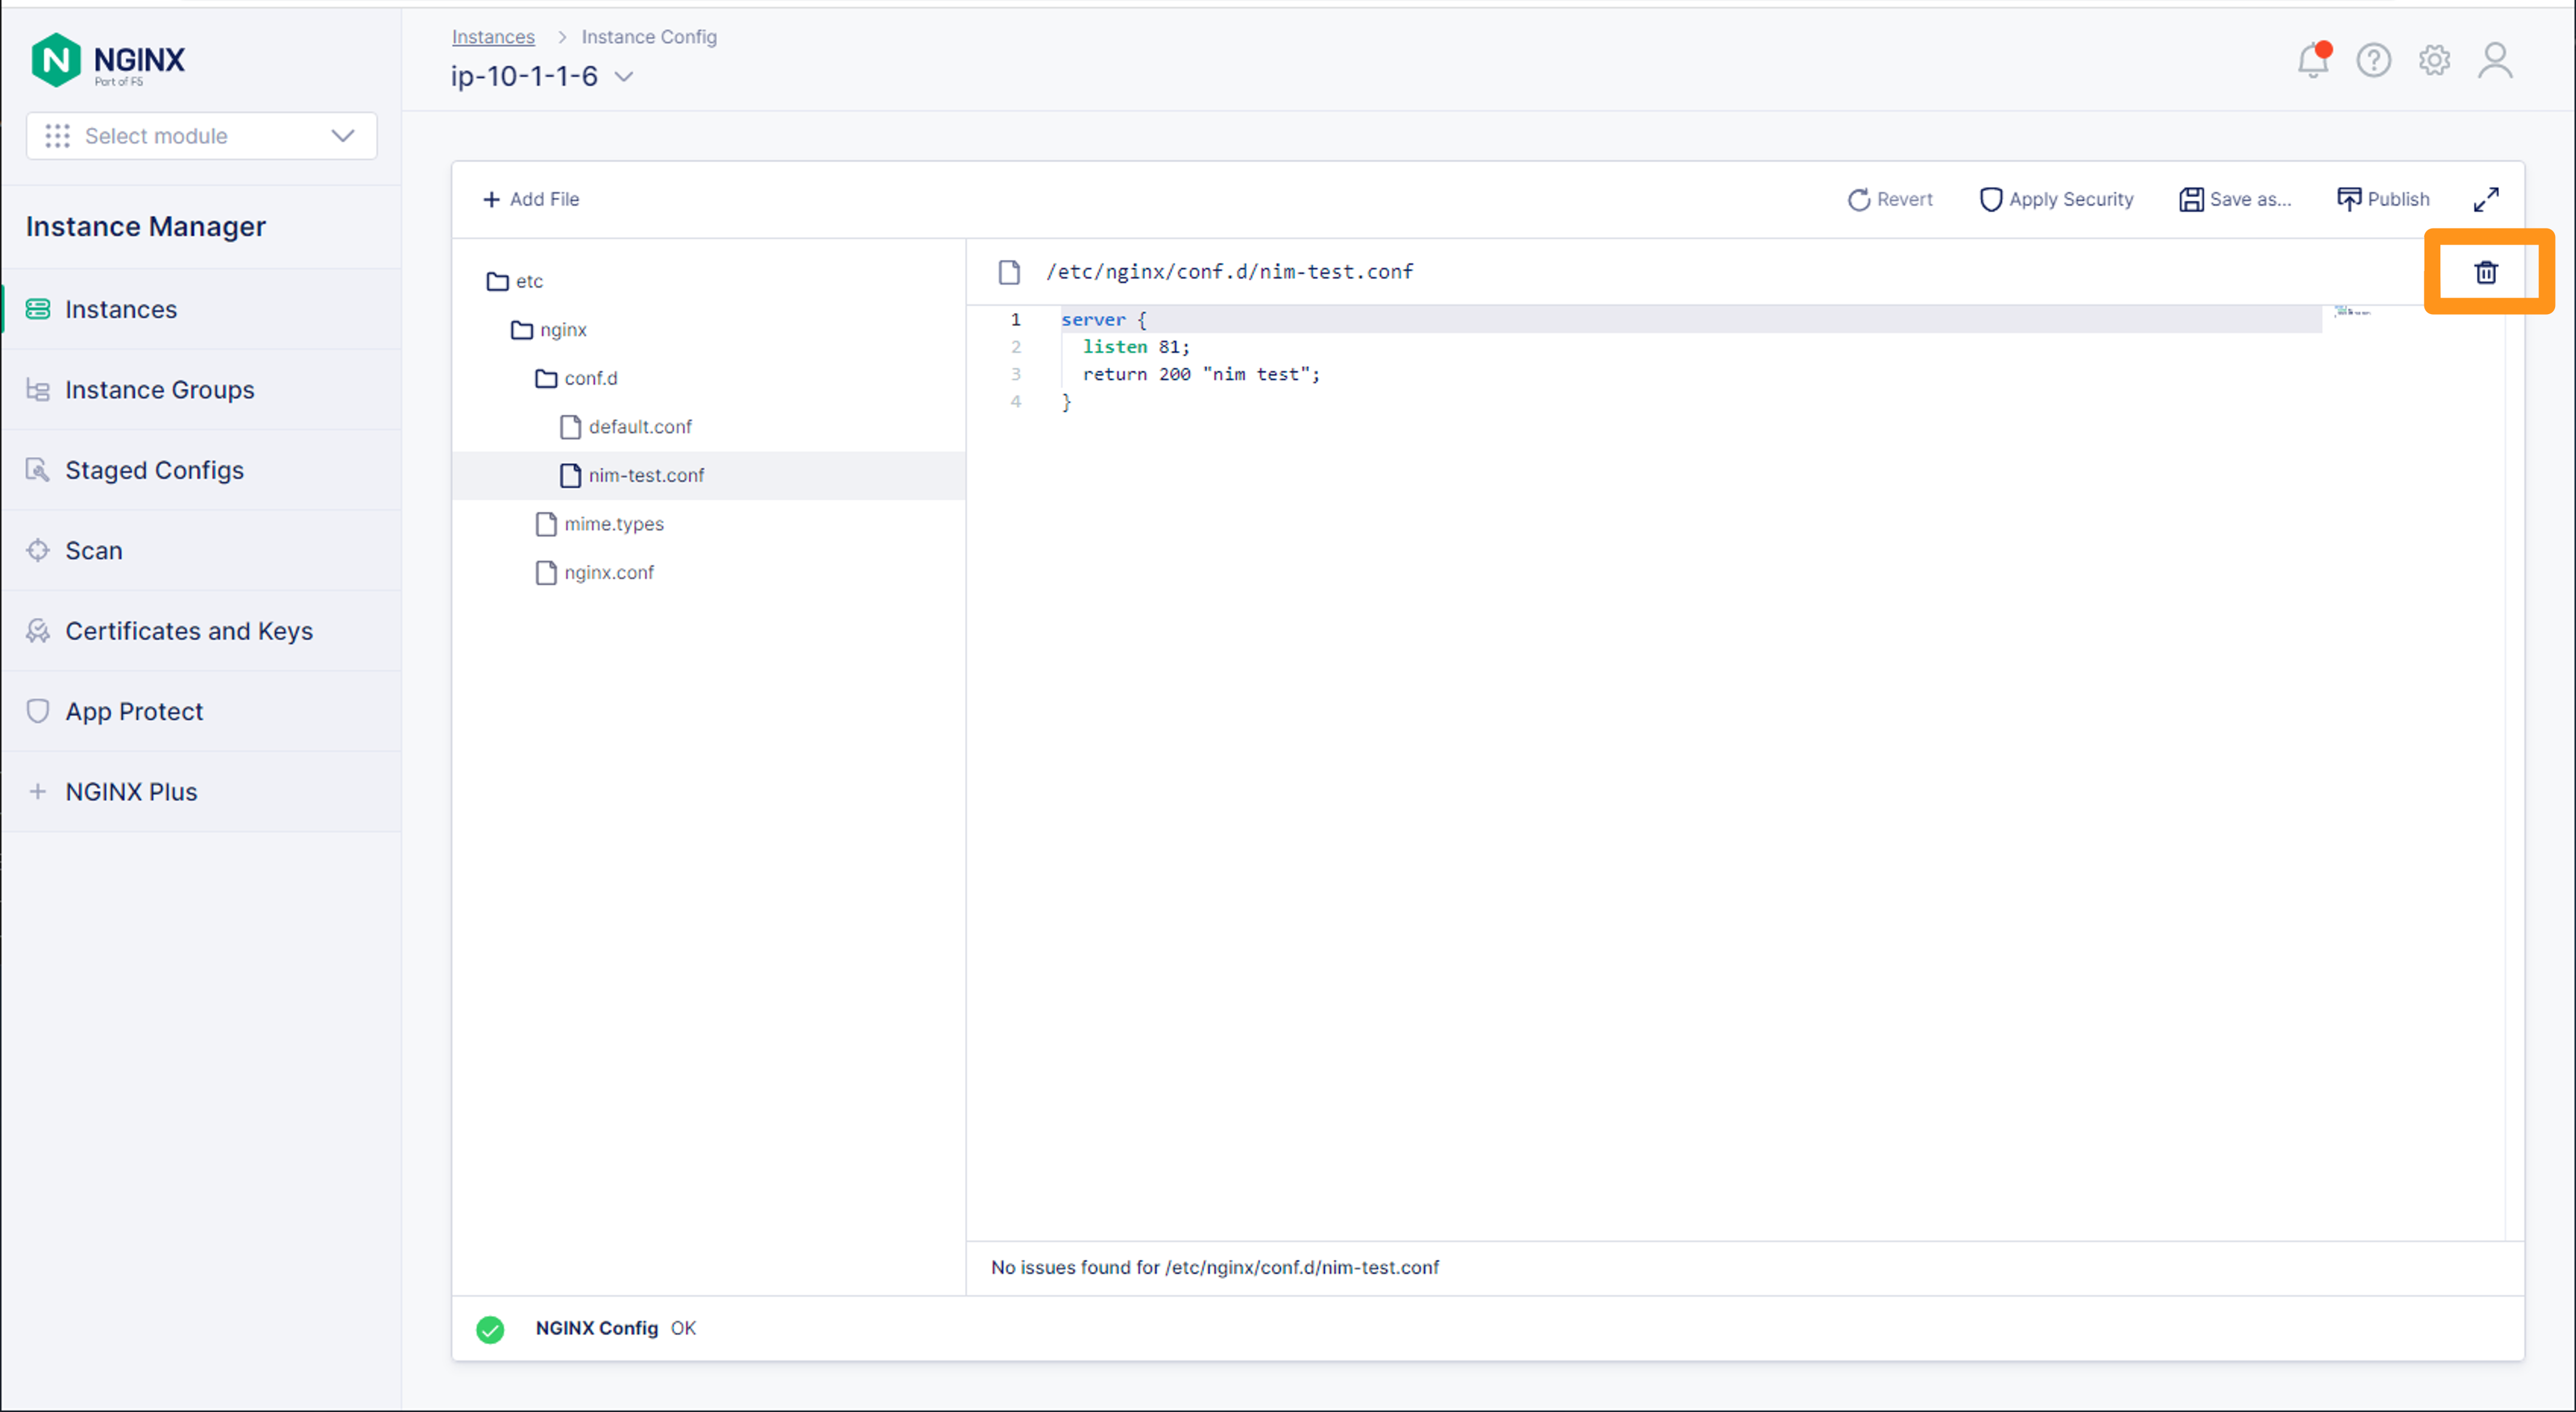 NGINX
Part of F5
Select module
Instance Manager
Instances
Instance Groups
Staged Configs
Scan
Certificates and Keys
App Protect
NGINX Plus
Instances > Instance Config
ip-10-1-1-6
Add File
Revert
Apply Security
Save as...
Publish
etc
nginx
conf.d
default.conf
nim-test.conf
mime.types
nginx.conf
/etc/nginx/conf.d/nim-test.conf
1 server {
2 listen 81;
3 return 200 "nim test";
4 }
No issues found for /etc/nginx/conf.d/nim-test.conf
NGINX Config OK